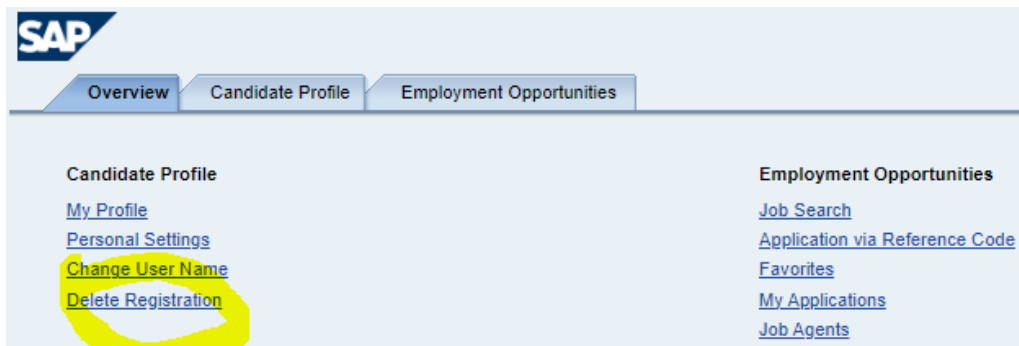 SAP
Overview Candidate Profile Employment Opportunities
Candidate Profile
My Profile
Personal Settings
Change User Name
Delete Registration
Employment Opportunities
Job Search
Application via Reference Code
Favorites
My Applications
Job Agents